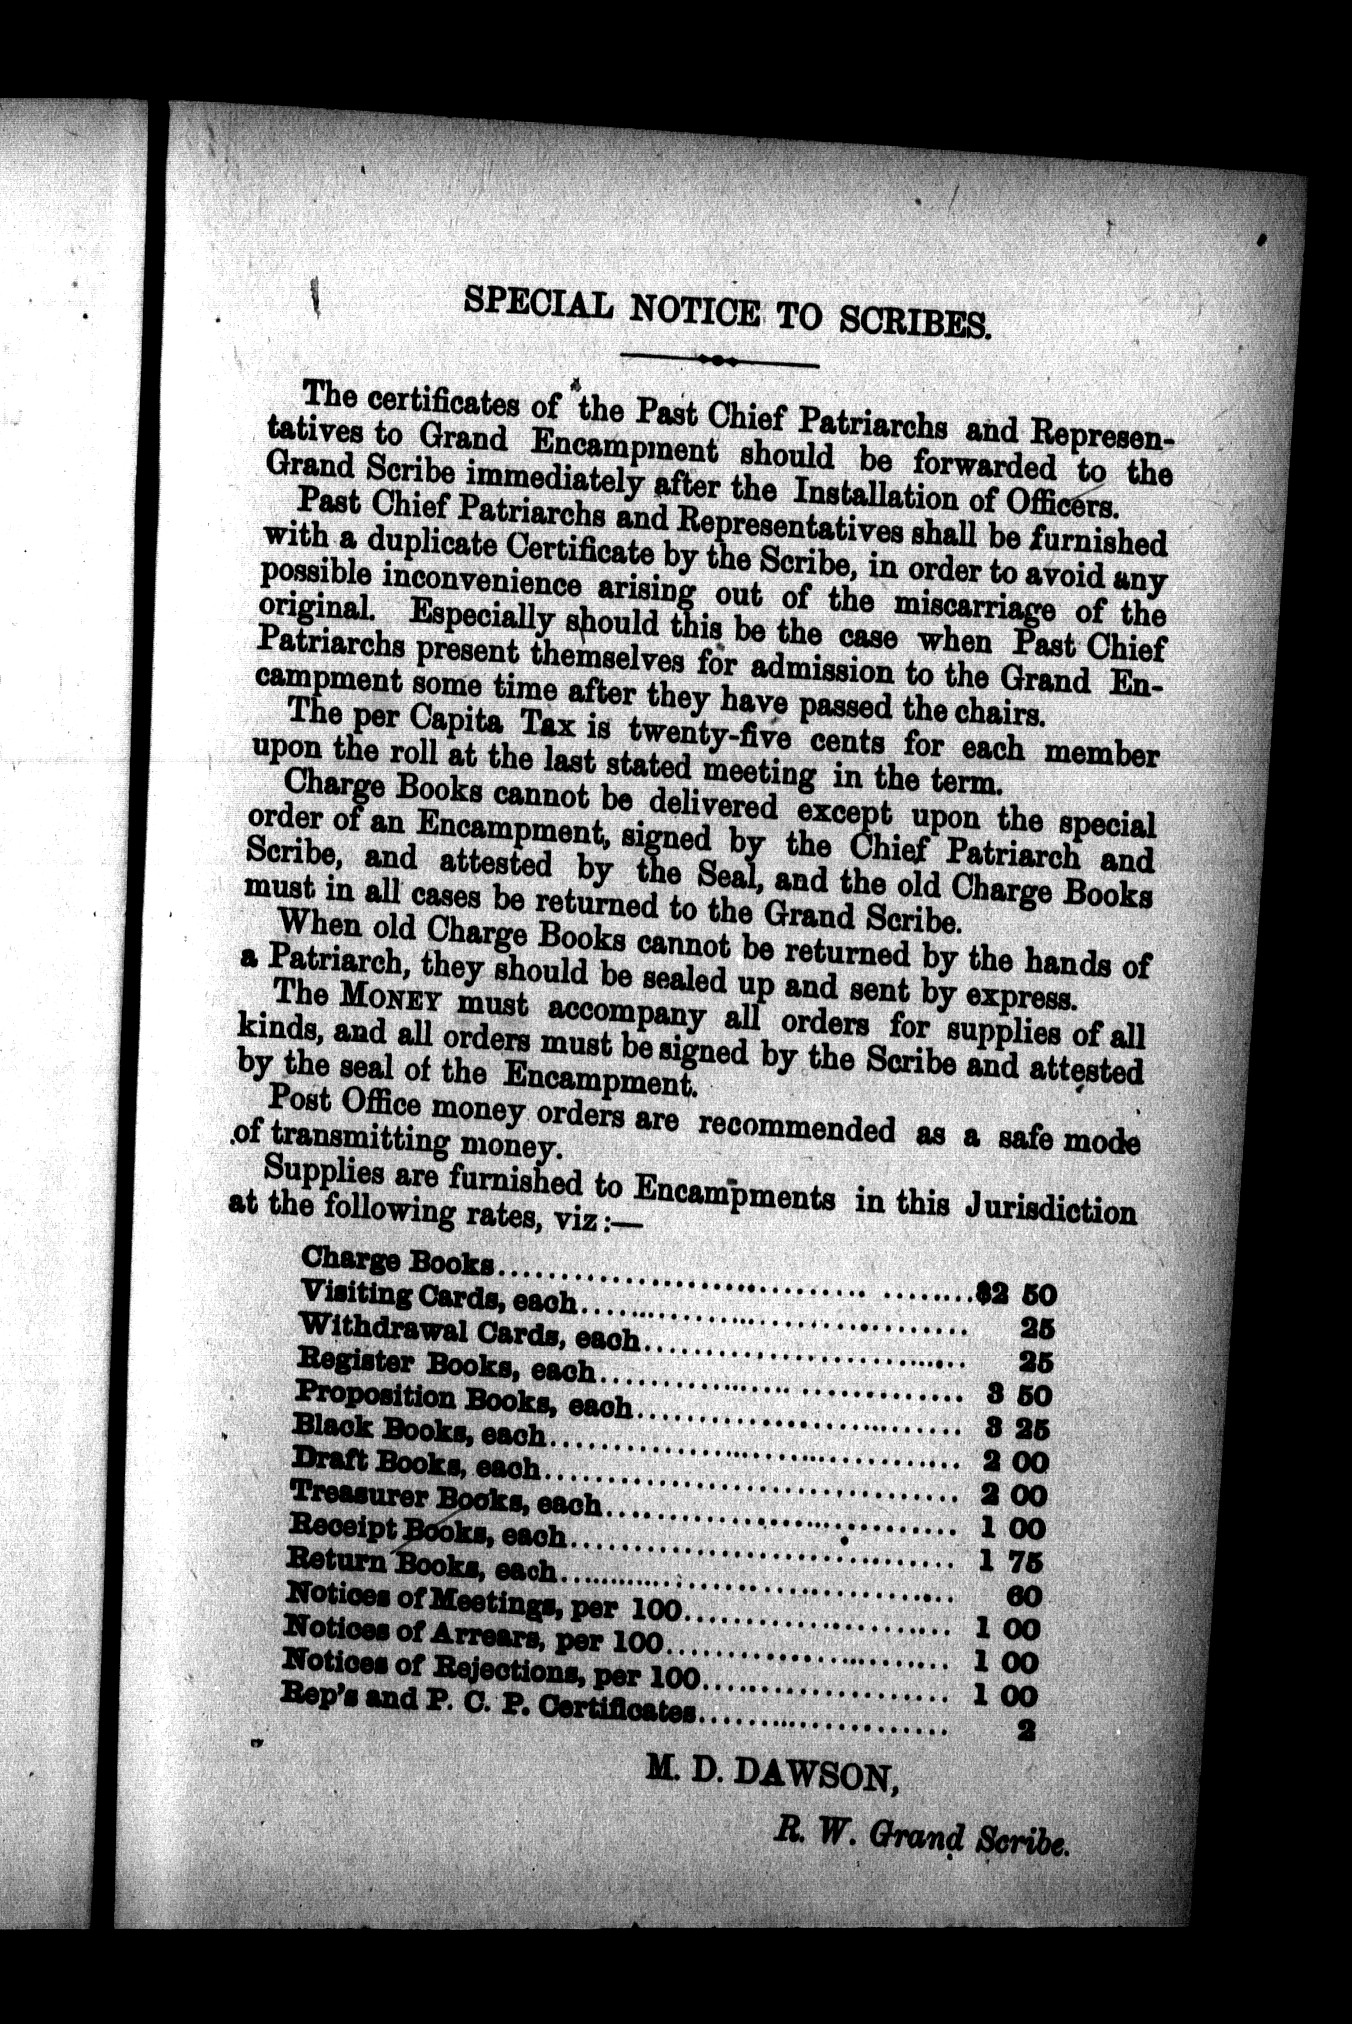 SPECIAL NOTICE TO SCRIBES.
The certificates of the Past Chief Patriarchs and Represen-
tatives to Grand Encampment should be forwarded to the
Grand Scribe immediately after the Installation of Officers.
Past Chief Patriarchs and Representatives shall be furnished
with a duplicate Certificate by the Scribe, in order to avoid any
possible inconvenience arising out of the miscarriage of the
original. Especially should this be the case when Past Chief
Patriarchs present themselves for admission to the Grand En-
campment some time after they have passed the chairs.
The per Capita Tax is twenty-five cents for each member
upon the roll at the last stated meeting in the term.
Charge Books cannot be delivered except upon the special
order of an Encampment, signed by the Chief Patriarch and
Scribe, and attested by the Seal, and the old Charge Books
must in all cases be returned to the Grand Scribe.
When old Charge Books cannot be returned by the hands of
a Patriarch, they should be sealed up and sent by express.
The MONEY must accompany all orders for supplies of all
kinds, and all orders must be signed by the Scribe and attested
by the seal of the Encampment.
Post Office money orders are recommended as a safe mode
of transmitting money.
Supplies are furnished to Encampments in this Jurisdiction
at the following rates, viz:—
Charge Books........................................$2 50
Visiting Cards, each................................ 25
Withdrawal Cards, each.......................... 25
Register Books, each............................. 3 50
Proposition Books, each.......................... 3 25
Black Books, each................................. 2 00
Draft Books, each................................. 2 00
Treasurer Books, each............................ 1 00
Receipt Books, each............................... 1 75
Return Books, each................................ 60
Notices of Meetings, per 100..................... 1 00
Notices of Arrears, per 100...................... 1 00
Notices of Rejections, per 100................... 1 00
Rep's and P. C. P. Certificates.................... 2
M. D. DAWSON,
R. W. Grand Scribe.